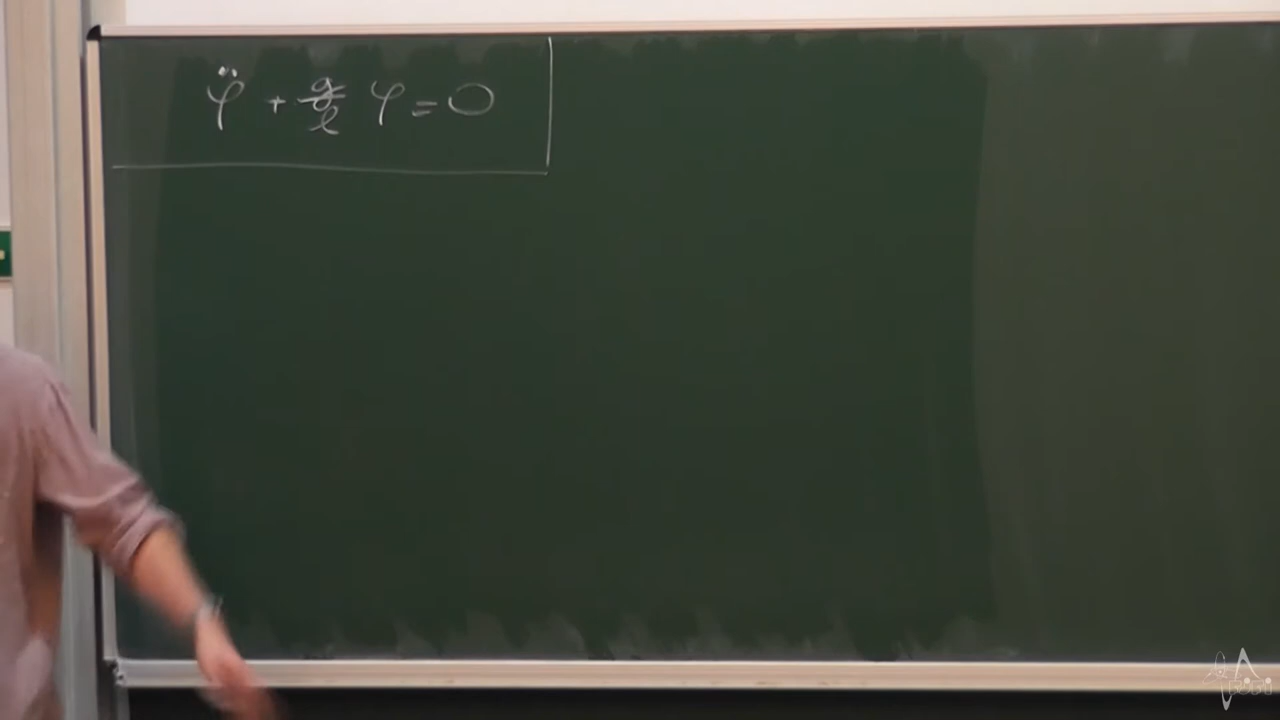 φ̈ + g/ℓ φ = 0